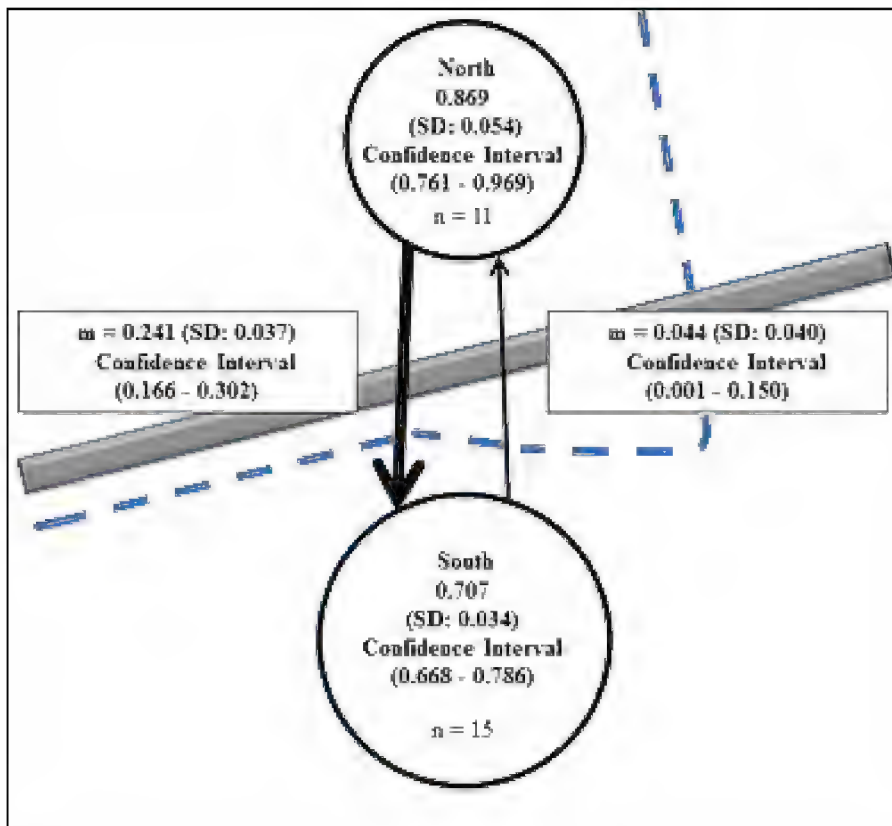 North
0.869
(SD: 0.054)
Confidence Interval
(0.761 - 0.969)
n = 11
m = 0.241 (SD: 0.037)
Confidence Interval
(0.166 - 0.302)
m = 0.044 (SD: 0.040)
Confidence Interval
(0.001 - 0.150)
South
0.707
(SD: 0.034)
Confidence Interval
(0.668 - 0.786)
n = 15